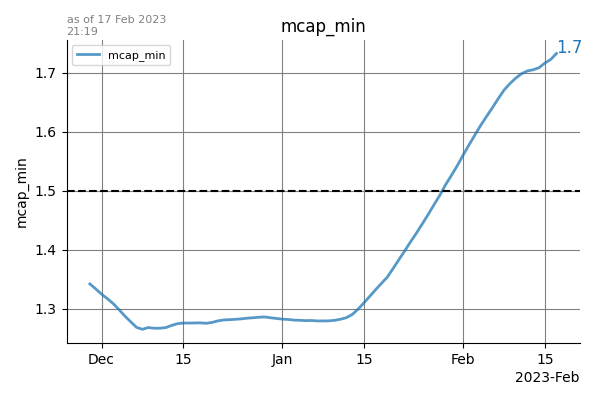 as of 17 Feb 2023
21:19
mcap_min
mcap_min
1.7
1.7
1.6
1.5
1.4
1.3
mcap_min
Dec
15
Jan
15
Feb
15
2023-Feb